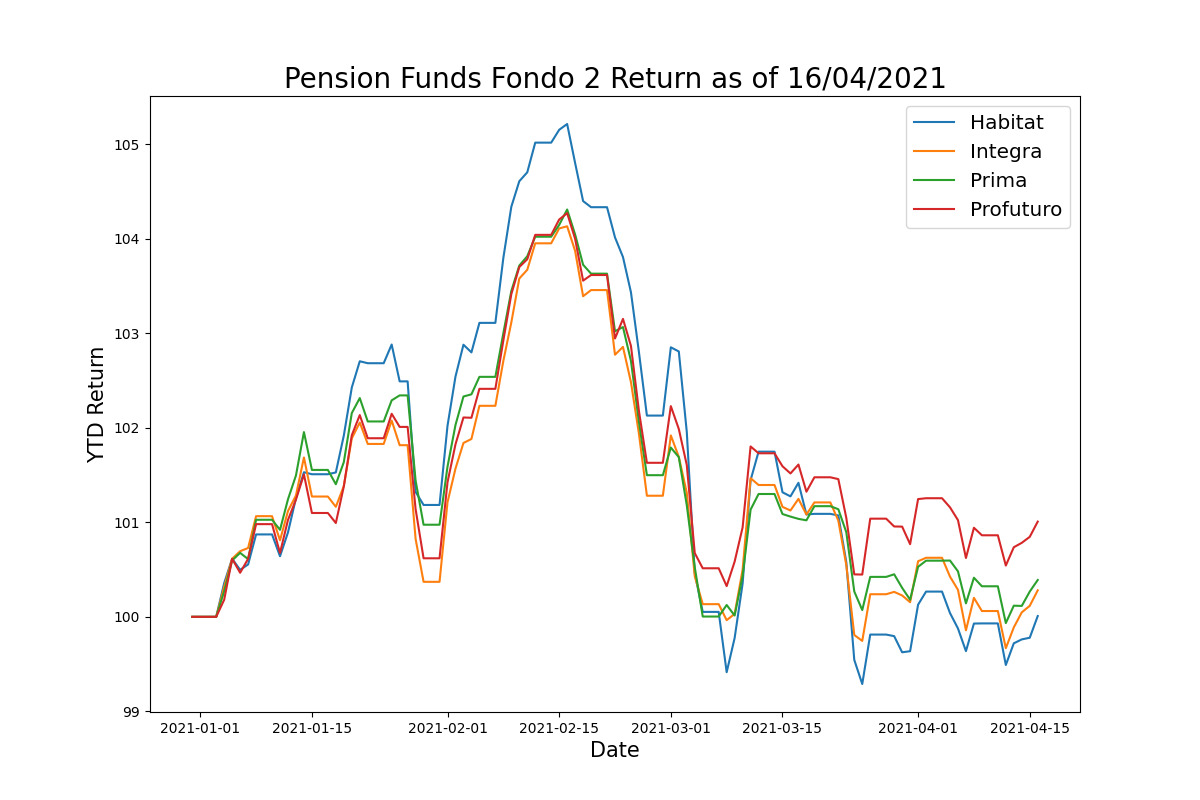 Pension Funds Fondo 2 Return as of 16/04/2021
Habitat
Integra
Prima
Profuturo
YTD Return
105
104
103
102
101
100
99
2021-01-01 2021-01-15 2021-02-01 2021-02-15 2021-03-01 2021-03-15 2021-04-01 2021-04-15
Date